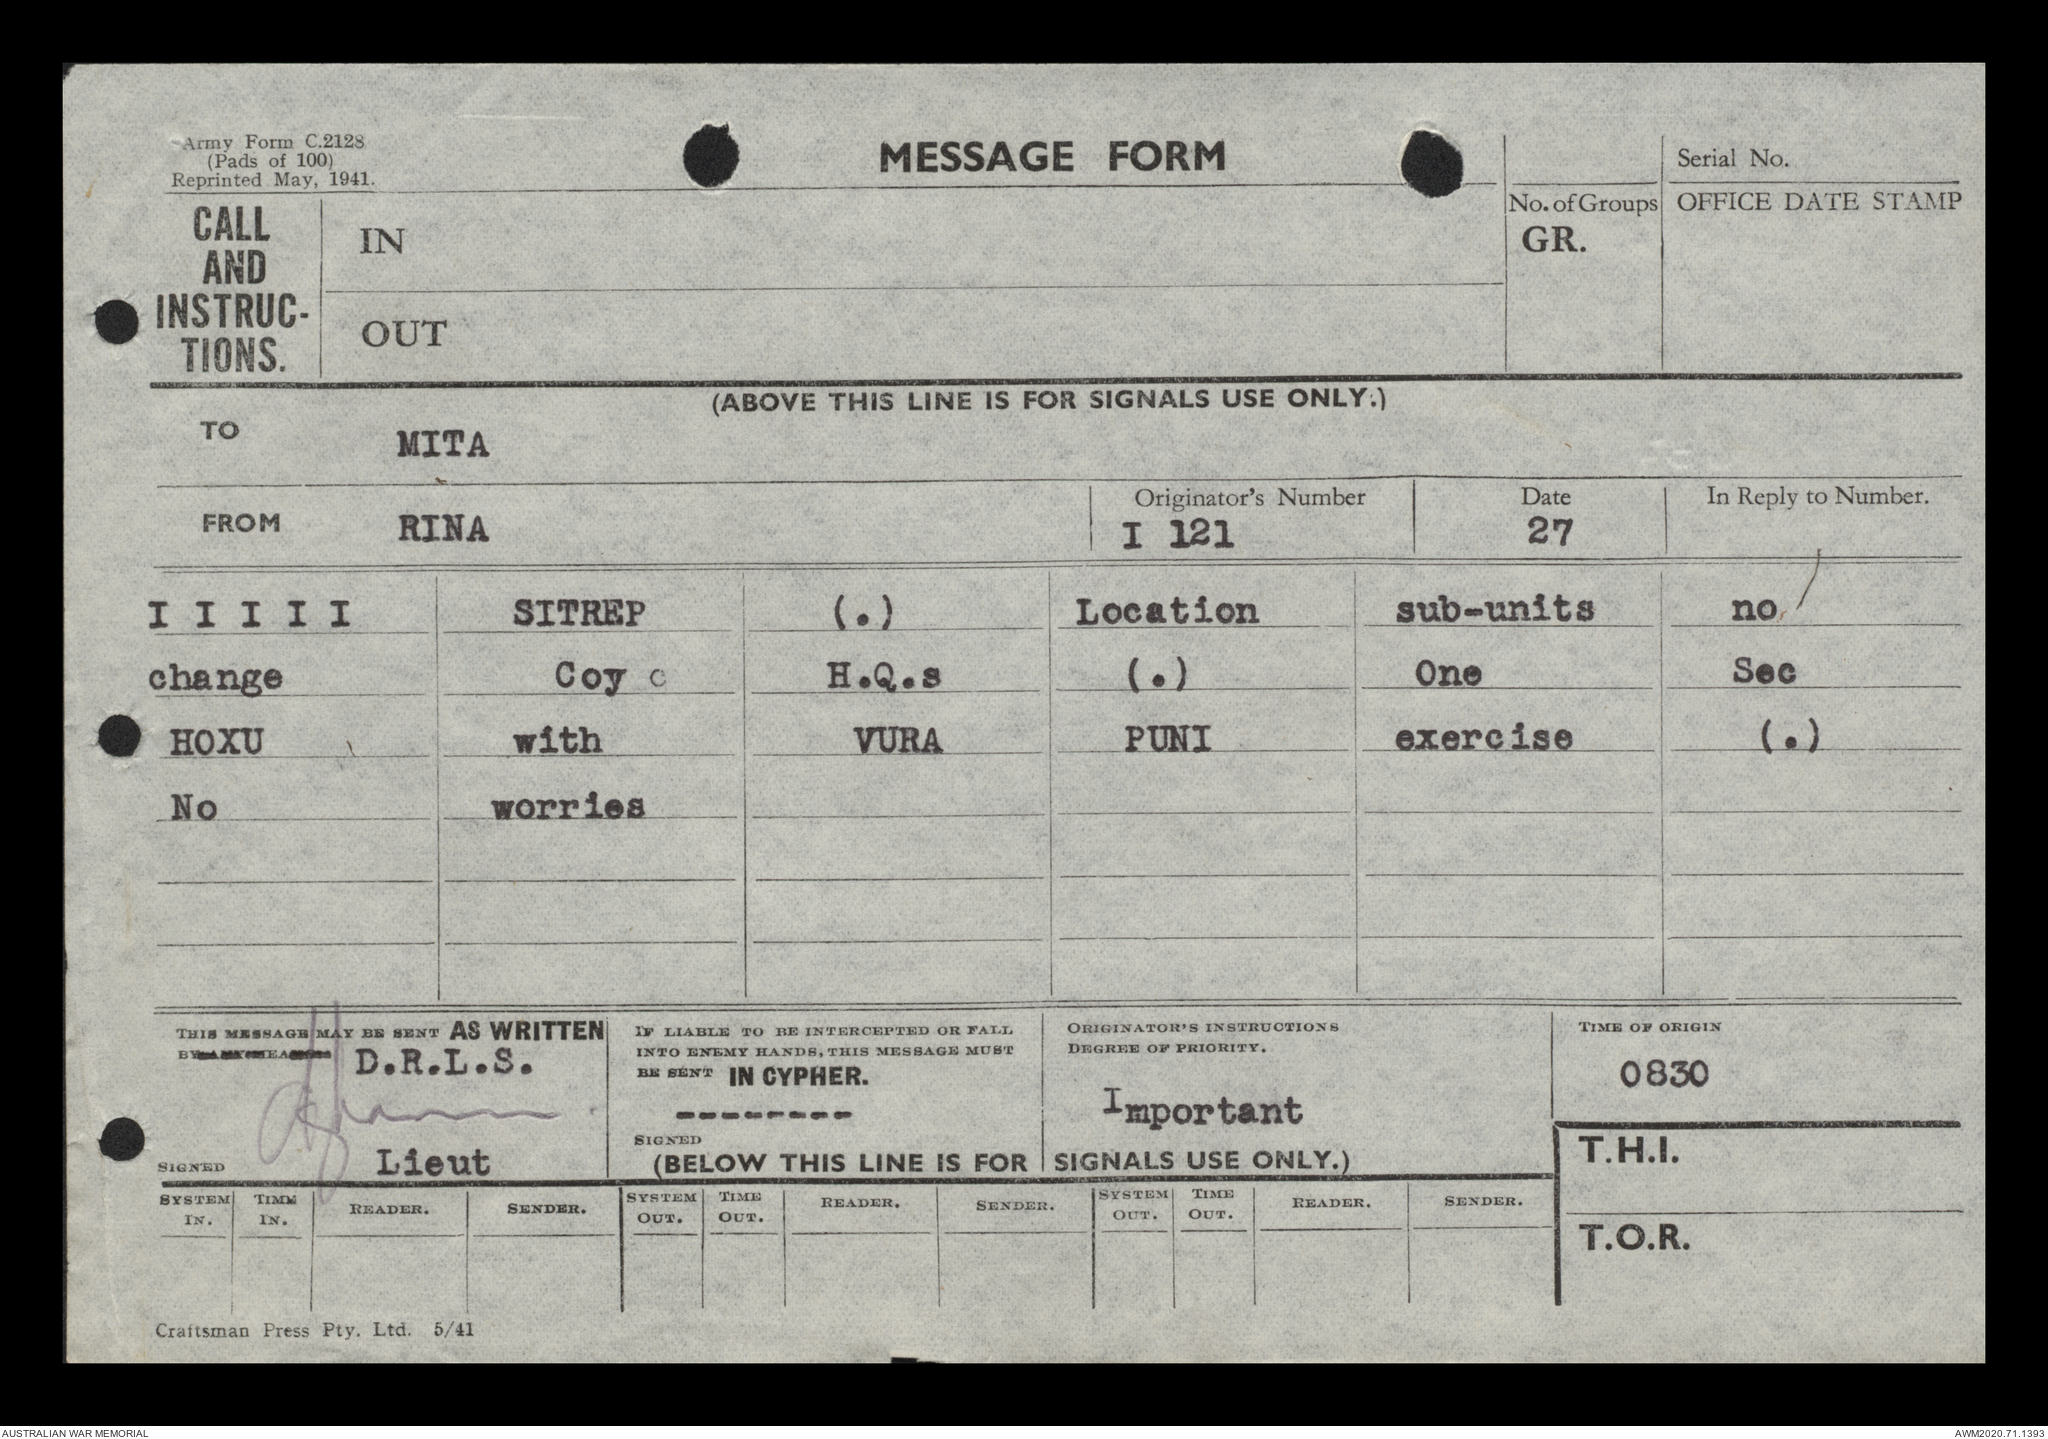 Army Form C.2128
(Pads of 100)
Reprinted May, 1941.
MESSAGE FORM
Serial No.
No. of Groups
GR.
OFFICE DATE STAMP
CALL
AND
INSTRUC-
TIONS.
IN
OUT
(ABOVE THIS LINE IS FOR SIGNALS USE ONLY.)
TO MITA
FROM RINA
Originator's Number
I 121
Date
27
In Reply to Number.
I I I I I SITREP (.) Location sub-units no
change Coy c H.Q.s (.) One Sec
HOXU with VURA PUNI exercise (.)
No worries
THIS MESSAGE MAY BE SENT AS WRITTEN
BY ANY MEANS
D.R.L.S.
Lieut
SIGNED
IF LIABLE TO BE INTERCEPTED OR FALL
INTO ENEMY HANDS, THIS MESSAGE MUST
BE SENT IN CYPHER.
--------
SIGNED
ORIGINATOR'S INSTRUCTIONS
DEGREE OF PRIORITY.
Important
TIME OF ORIGIN
0830
(BELOW THIS LINE IS FOR SIGNALS USE ONLY.)
T.H.I.
T.O.R.
SYSTEM IN. TIME IN. READER. SENDER. SYSTEM OUT. TIME OUT. READER. SENDER. SYSTEM OUT. TIME OUT. READER. SENDER.
Craftsman Press Pty. Ltd. 5/41
AUSTRALIAN WAR MEMORIAL
AWM2020.71.1393